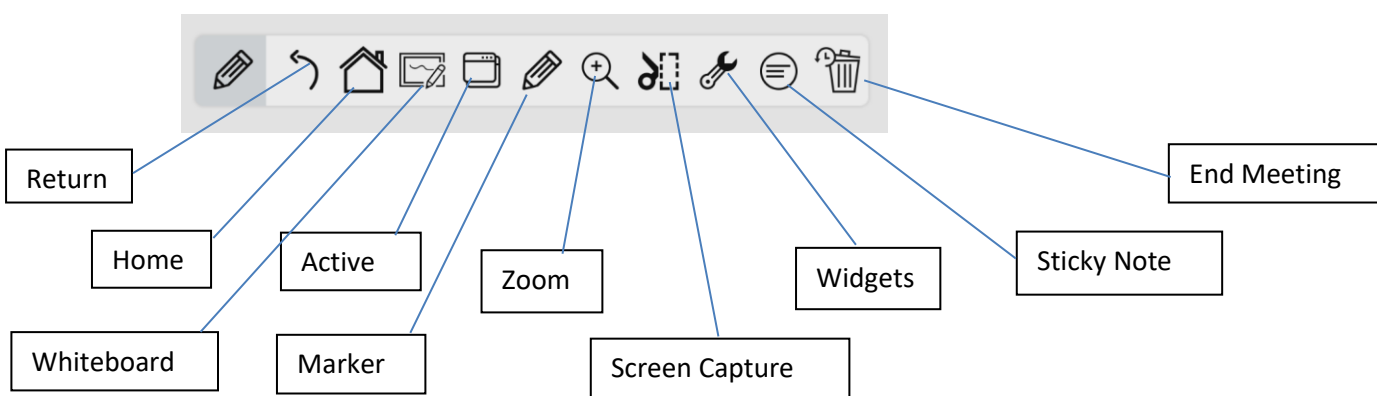 Return
End Meeting
Home
Active
Zoom
Widgets
Sticky Note
Whiteboard
Marker
Screen Capture